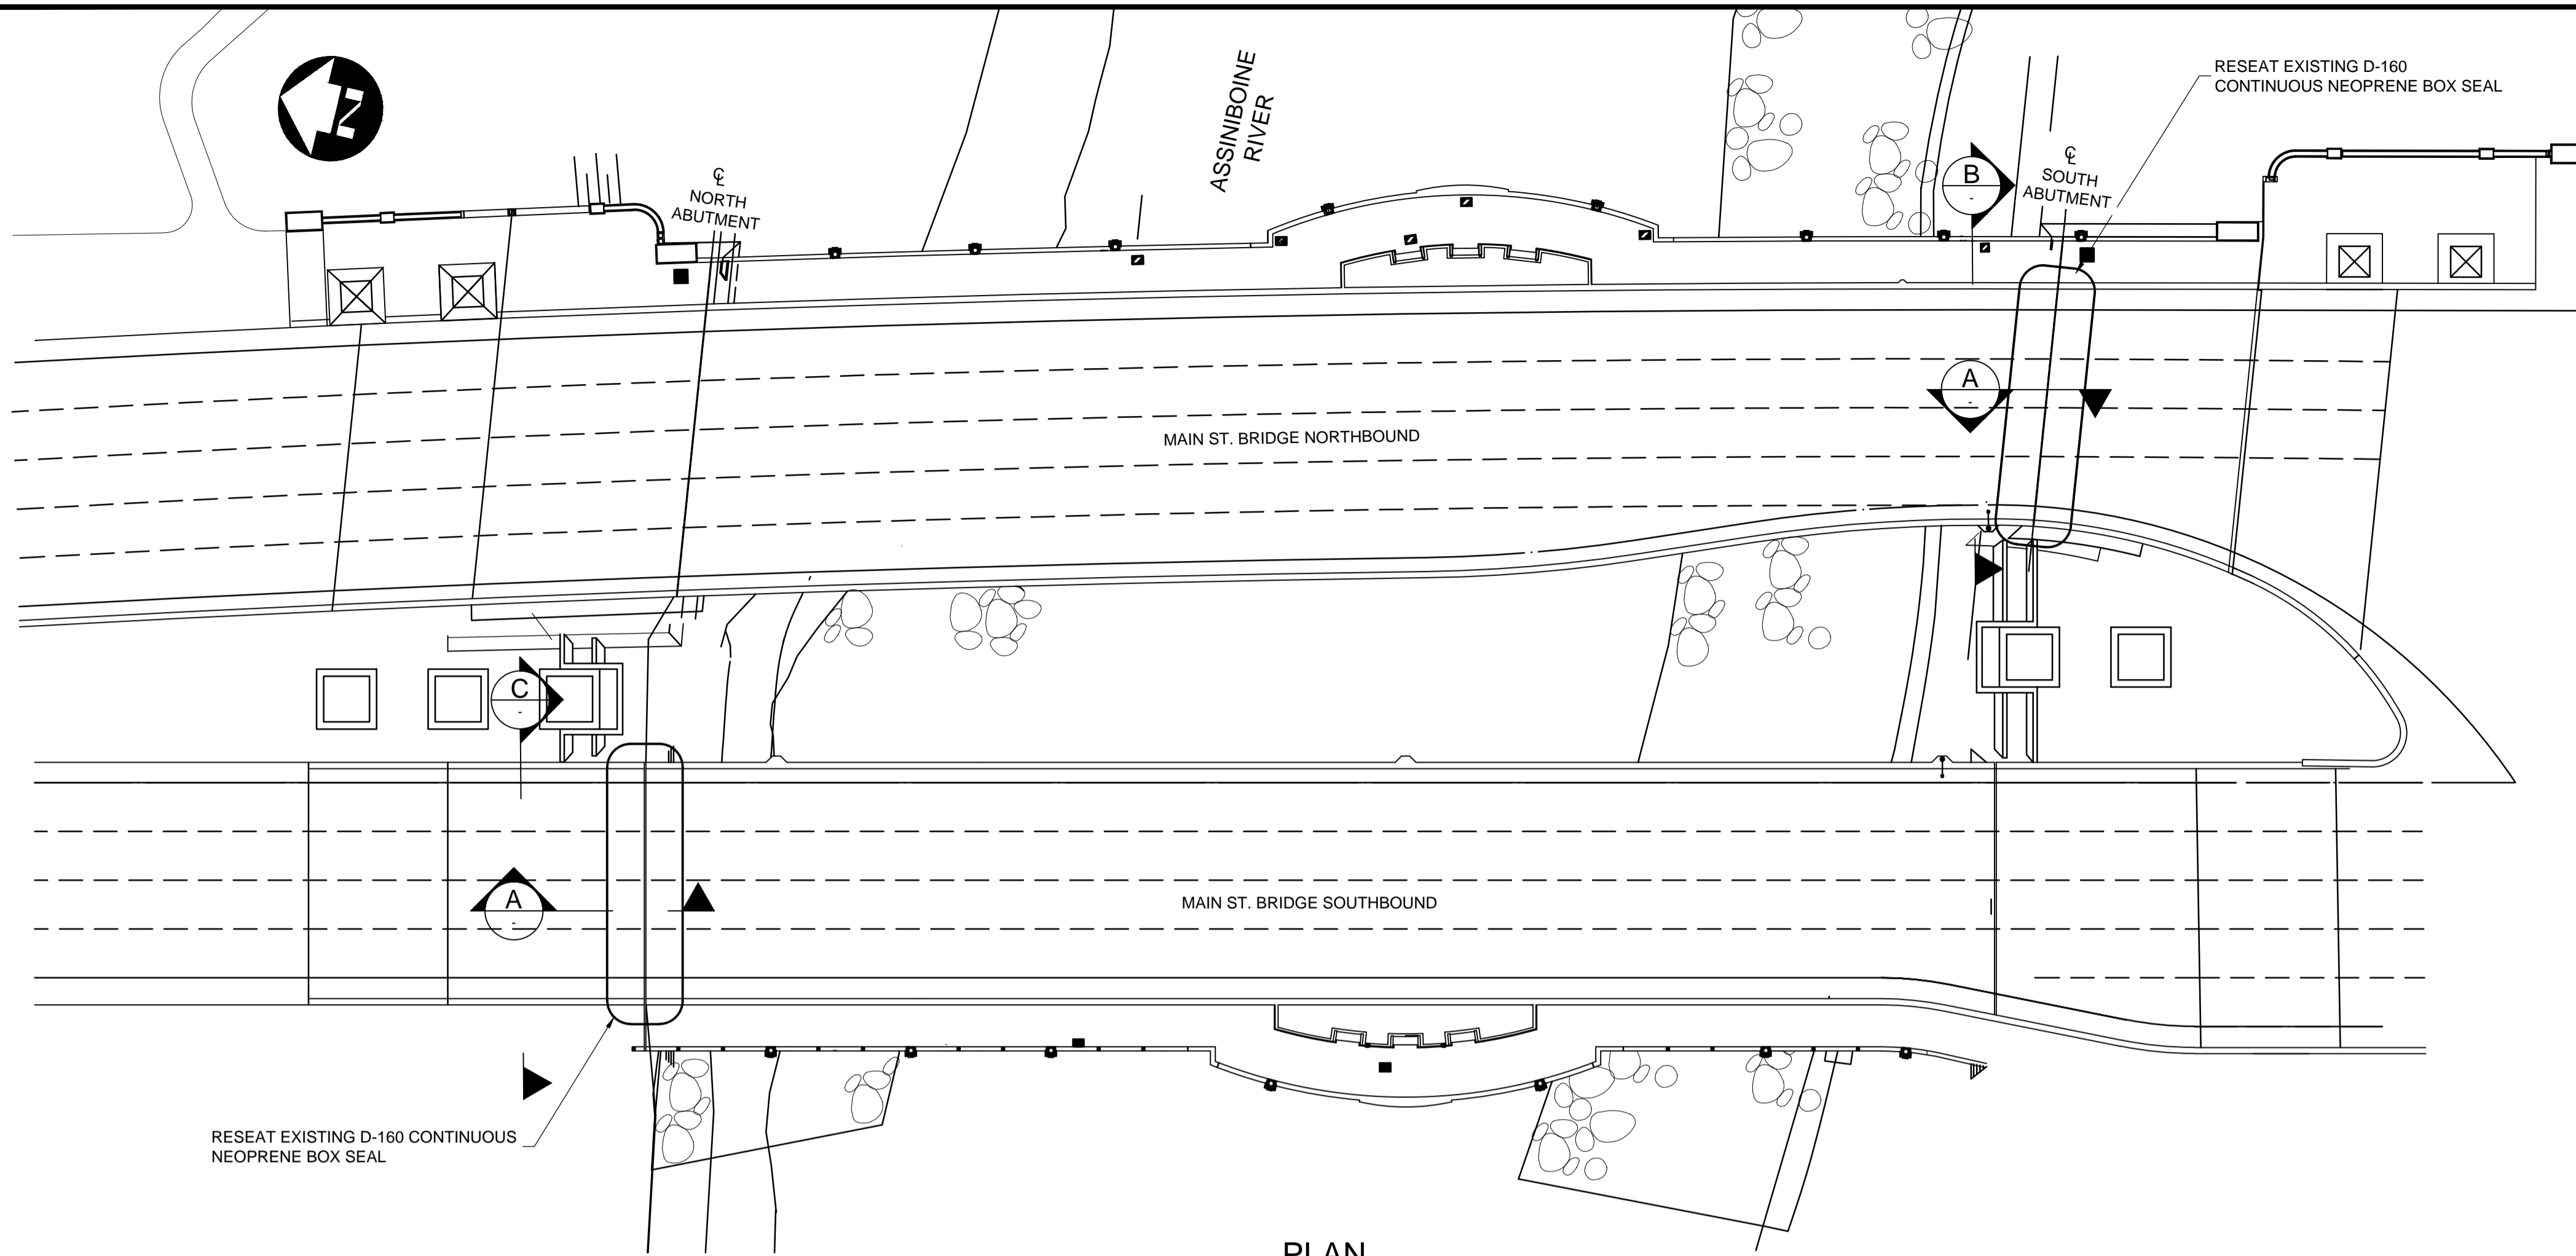 RESEAT EXISTING D-160
CONTINUOUS NEOPRENE BOX SEAL
N
ASSINIBOINE
RIVER
℄
NORTH
ABUTMENT
B
-
℄
SOUTH
ABUTMENT
A
-
MAIN ST. BRIDGE NORTHBOUND
C
-
A
-
MAIN ST. BRIDGE SOUTHBOUND
RESEAT EXISTING D-160 CONTINUOUS
NEOPRENE BOX SEAL
PLAN